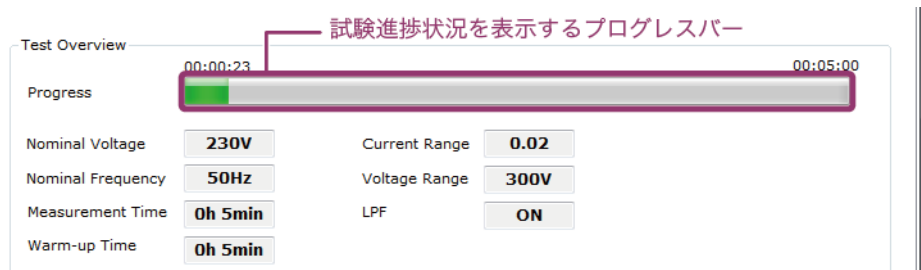 試験進捗状況を表示するプログレスバー
Test Overview
00:00:23 00:05:00
Progress
Nominal Voltage 230V Current Range 0.02
Nominal Frequency 50Hz Voltage Range 300V
Measurement Time 0h 5min LPF ON
Warm-up Time 0h 5min